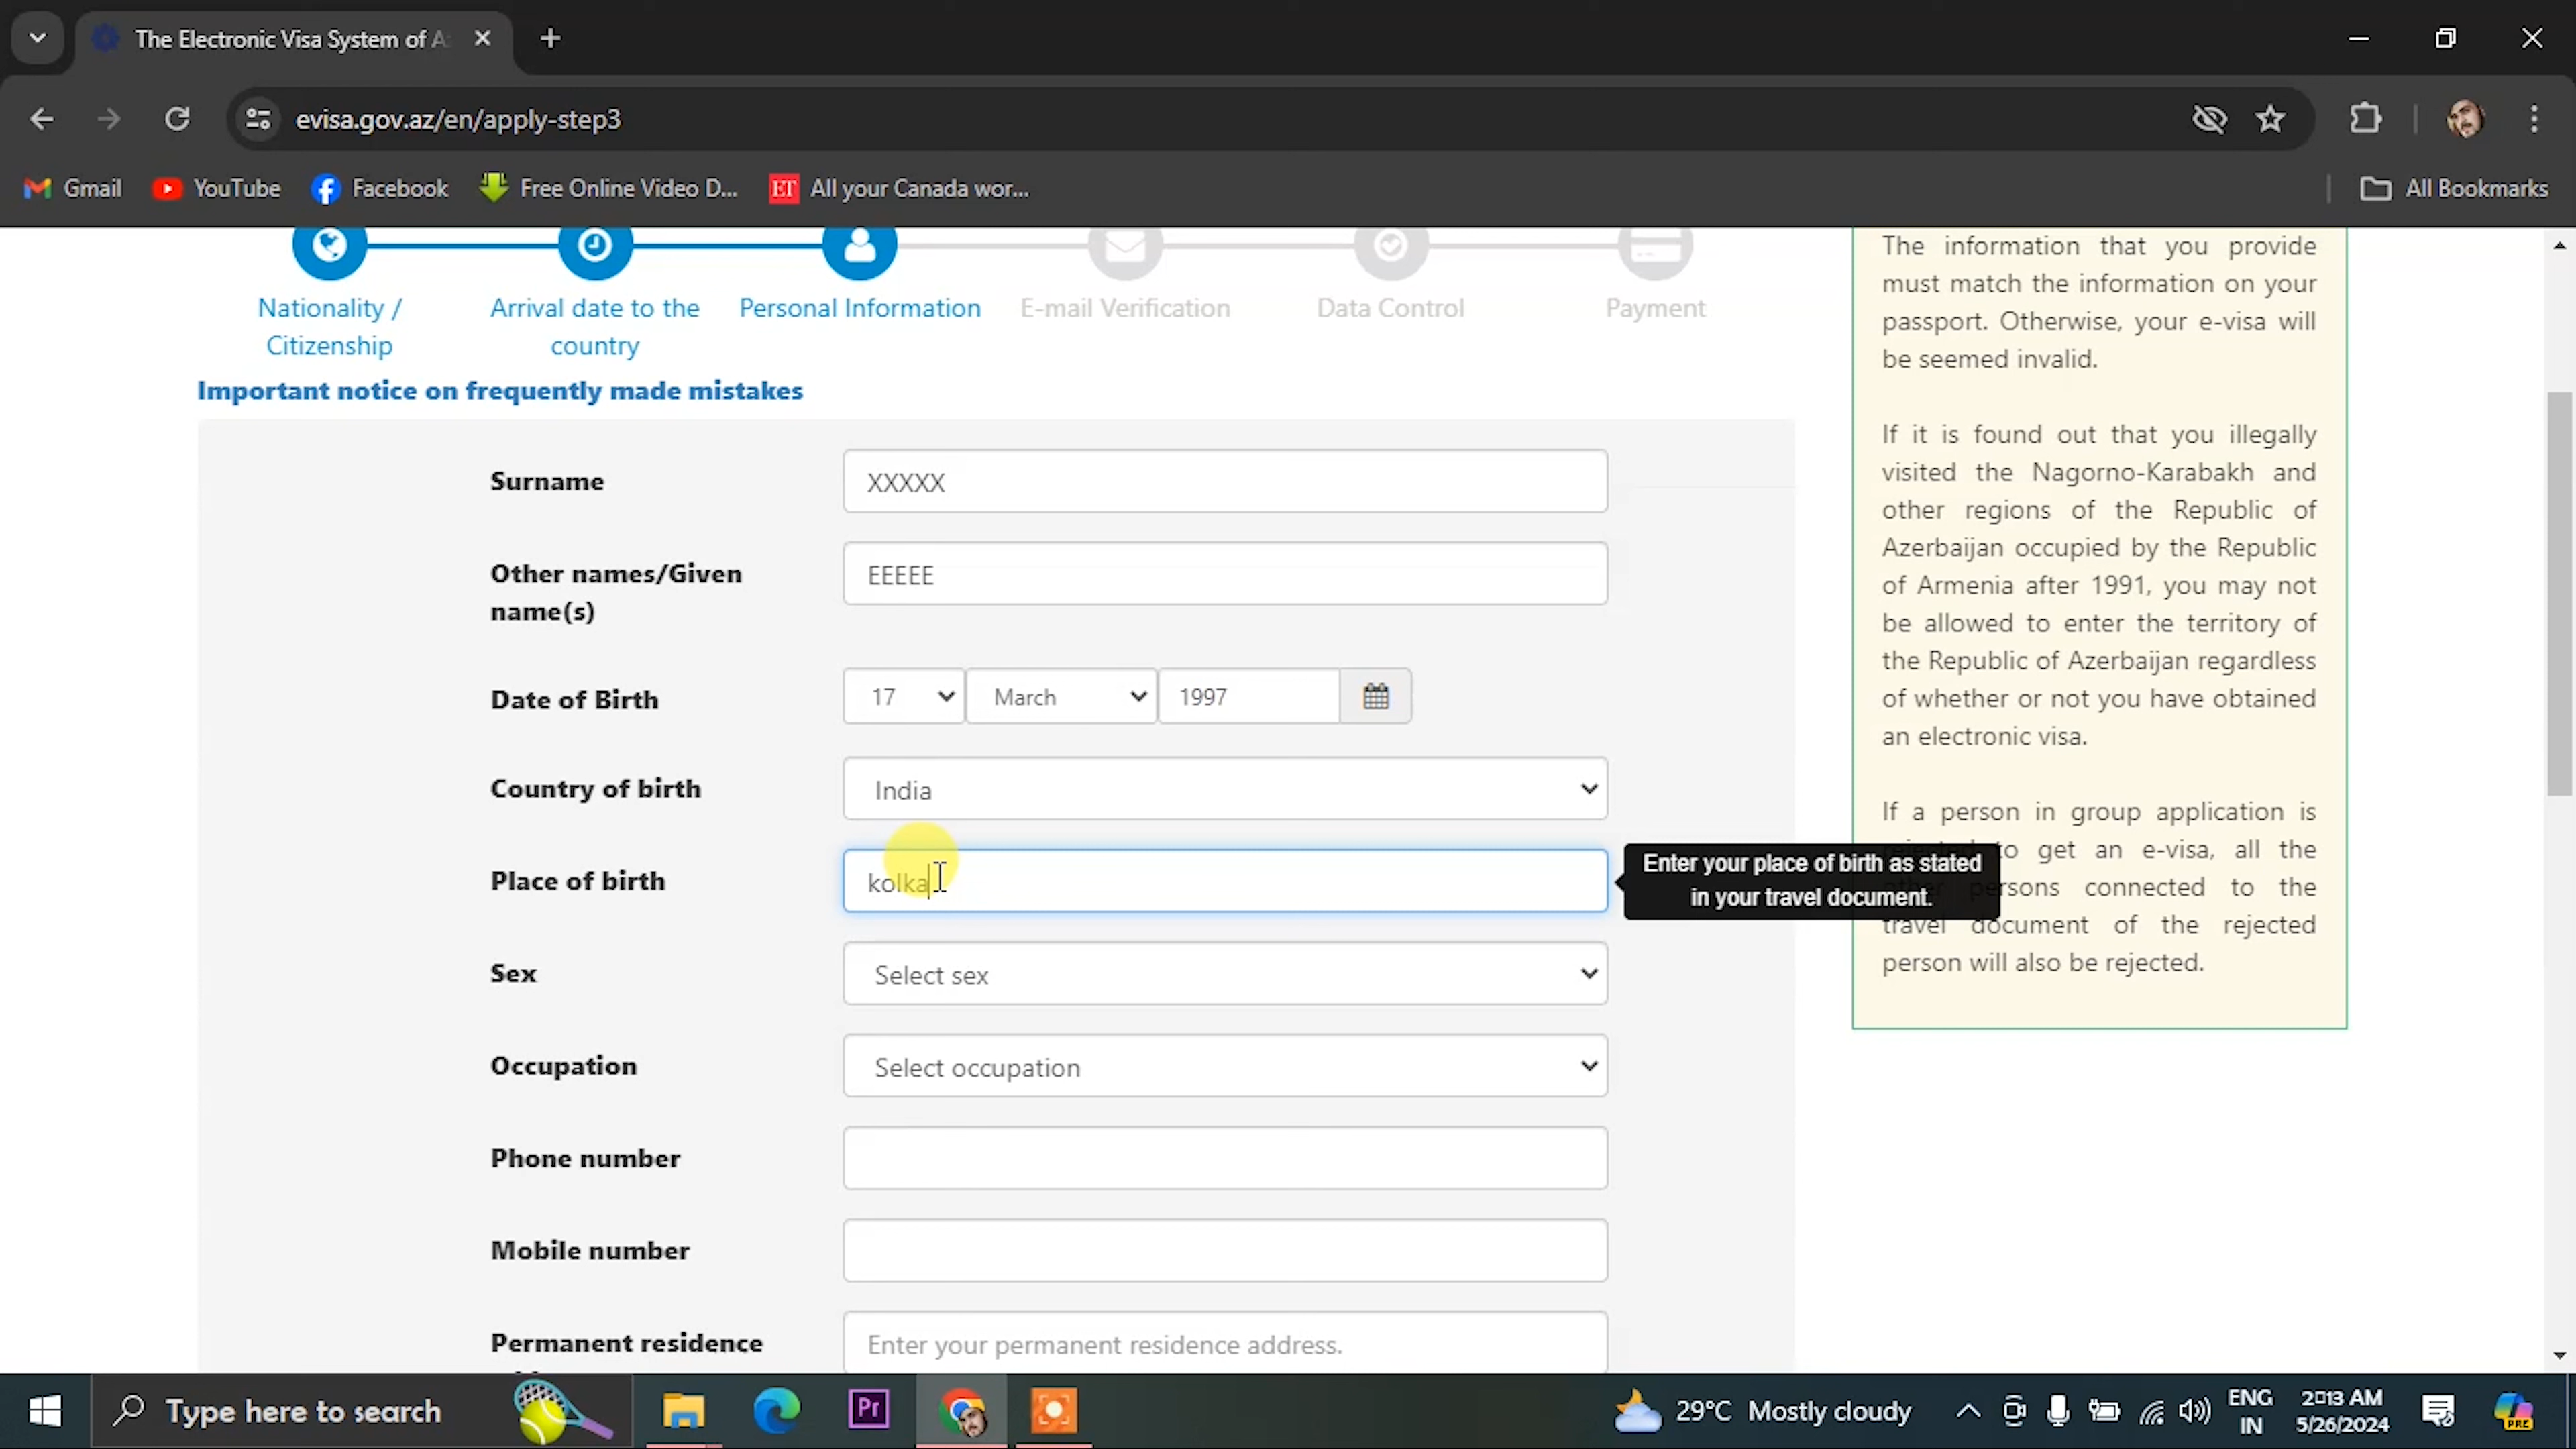 The Electronic Visa System of A
evisa.gov.az/en/apply-step3
Gmail
YouTube
Facebook
Free Online Video D...
ET
All your Canada wor...
All Bookmarks
Nationality /
Citizenship
Arrival date to the
country
Personal Information
E-mail Verification
Data Control
Payment
Important notice on frequently made mistakes
Surname
XXXXX
Other names/Given
name(s)
EEEEE
Date of Birth
17
March
1997
Country of birth
India
Place of birth
kolka
Enter your place of birth as stated
in your travel document.
Sex
Select sex
Occupation
Select occupation
Phone number
Mobile number
Permanent residence
Enter your permanent residence address.
The information that you provide
must match the information on your
passport. Otherwise, your e-visa will
be seemed invalid.
If it is found out that you illegally
visited the Nagorno-Karabakh and
other regions of the Republic of
Azerbaijan occupied by the Republic
of Armenia after 1991, you may not
be allowed to enter the territory of
the Republic of Azerbaijan regardless
of whether or not you have obtained
an electronic visa.
If a person in group application is
rejected to get an e-visa, all the
other persons connected to the
travel document of the rejected
person will also be rejected.
Type here to search
Pr
29°C Mostly cloudy
ENG
IN
2:13 AM
5/26/2024
PRE